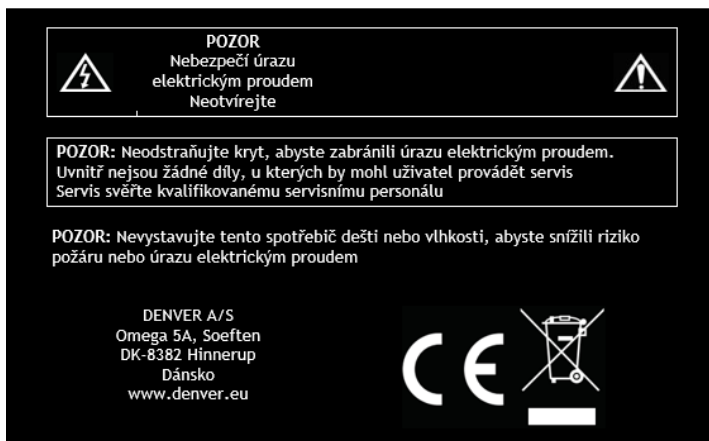 POZOR
Nebezpečí úrazu
elektrickým proudem
Neotvírejte
POZOR: Neodstraňujte kryt, abyste zabránili úrazu elektrickým proudem.
Uvnitř nejsou žádné díly, u kterých by mohl uživatel provádět servis
Servis svěřte kvalifikovanému servisnímu personálu
POZOR: Nevystavujte tento spotřebič dešti nebo vlhkosti, abyste snížili riziko
požáru nebo úrazu elektrickým proudem
DENVER A/S
Omega 5A, Soeften
DK-8382 Hinnerup
Dánsko
www.denver.eu
CE